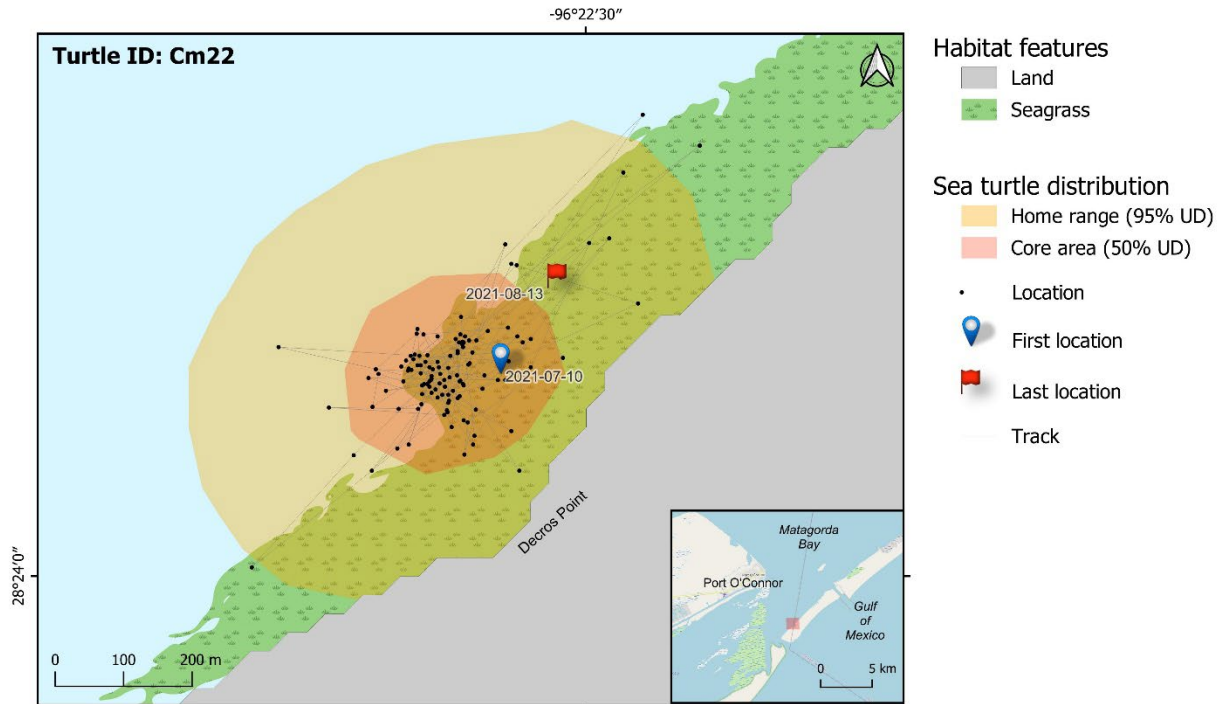 -96°22′30″
Turtle ID: Cm22
2021-08-13
2021-07-10
Decros Point
28°24′0″
0 100 200 m
Matagorda
Bay
Port O'Connor
Gulf
of
Mexico
0 5 km
Habitat features
Land
Seagrass
Sea turtle distribution
Home range (95% UD)
Core area (50% UD)
Location
First location
Last location
Track